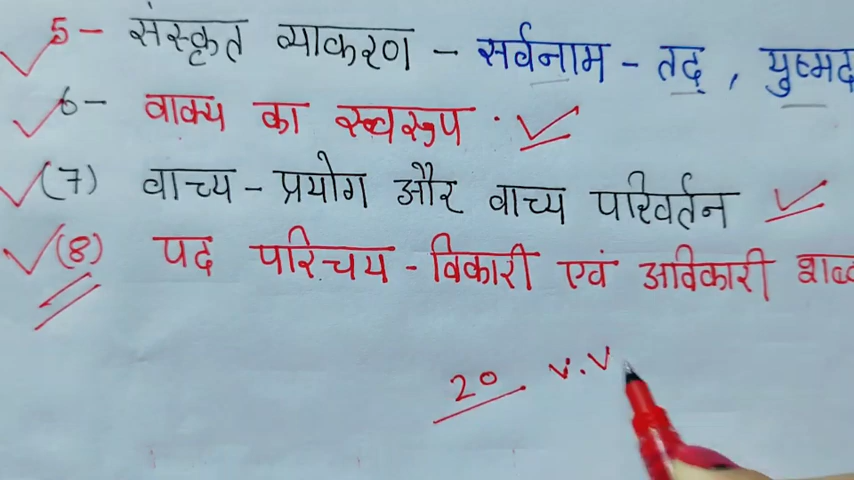 5- संस्कृत व्याकरण - सर्वनाम - तद् , युष्मद
6- वाक्य का स्वरूप .
(7) वाच्य - प्रयोग और वाच्य परिवर्तन
(8) पद परिचय - विकारी एवं अविकारी शब्द
20 v.v